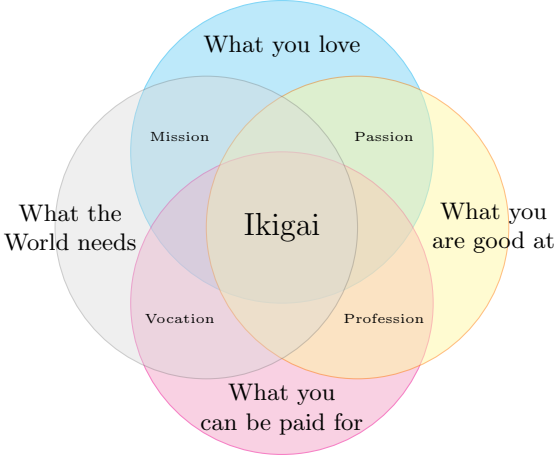 What you love
Mission
Passion
What the
World needs
Ikigai
What you
are good at
Vocation
Profession
What you
can be paid for